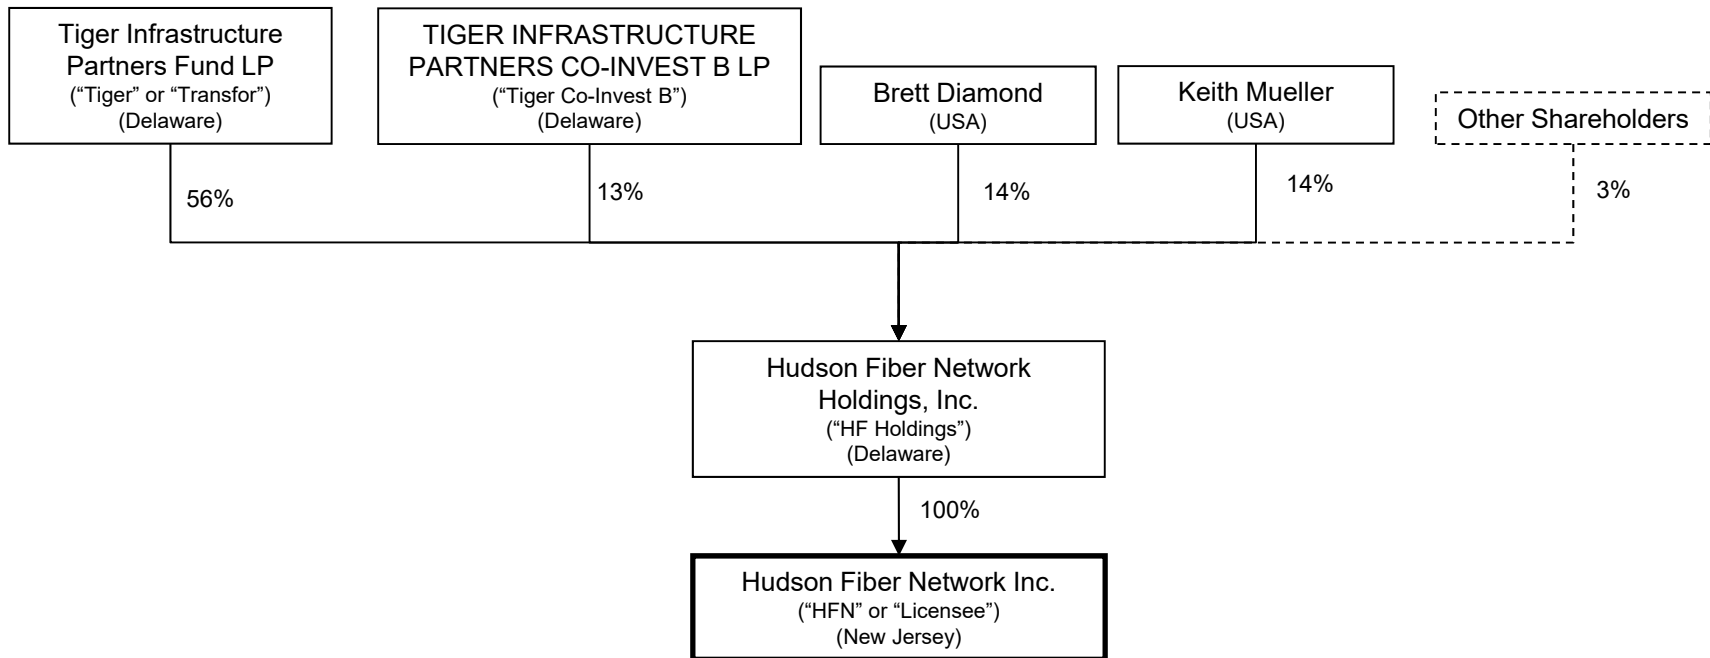 Tiger Infrastructure
Partners Fund LP
(“Tiger” or “Transfor”)
(Delaware)
TIGER INFRASTRUCTURE
PARTNERS CO-INVEST B LP
(“Tiger Co-Invest B”)
(Delaware)
Brett Diamond
(USA)
Keith Mueller
(USA)
Other Shareholders
56%
13%
14%
14%
3%
Hudson Fiber Network
Holdings, Inc.
(“HF Holdings”)
(Delaware)
100%
Hudson Fiber Network Inc.
(“HFN” or “Licensee”)
(New Jersey)